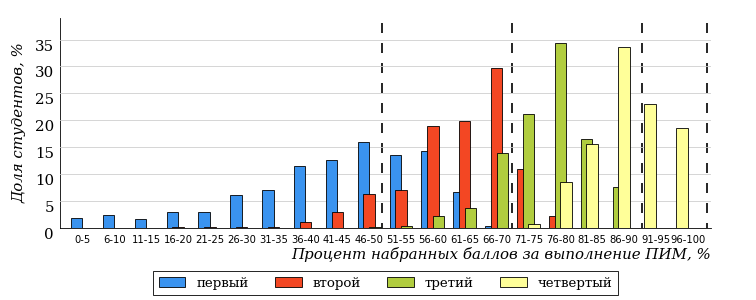 Доля студентов, %
35
30
25
20
15
10
5
0
0-5 6-10 11-15 16-20 21-25 26-30 31-35 36-40 41-45 46-50 51-55 56-60 61-65 66-70 71-75 76-80 81-85 86-90 91-95 96-100
Процент набранных баллов за выполнение ПИМ, %
первый второй третий четвертый